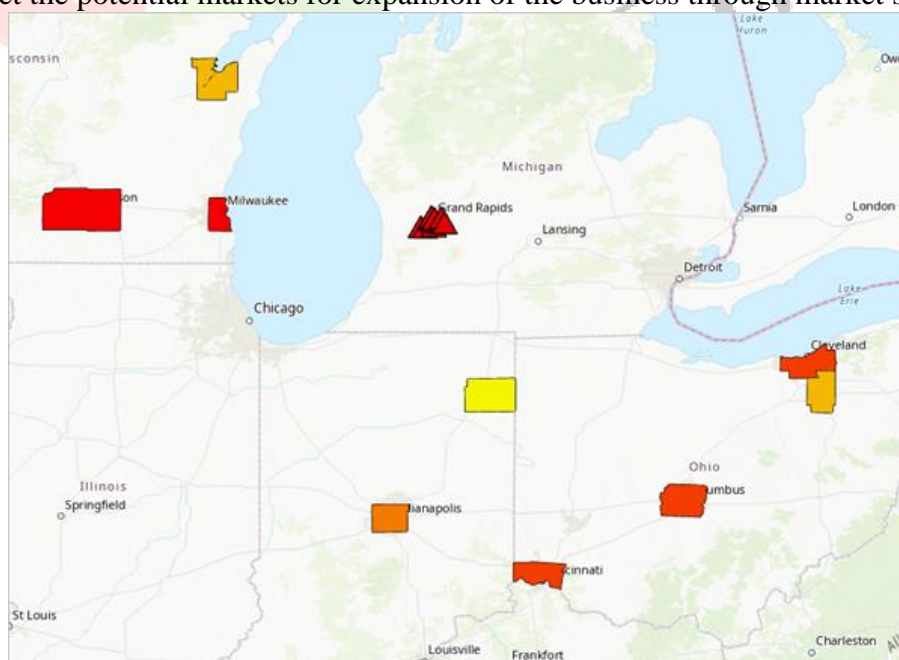 et the potential markets for expansion of the business through market s
Lake
Huron
sconsin
Ow
Michigan
on
Milwaukee
Grand Rapids
Sarnia
London
Lansing
Detroit
Lake
Erie
Chicago
Cleveland
Ohio
Illinois
umbus
Springfield
ianapolis
cinnati
St Louis
Charleston
Louisville
Frankfort